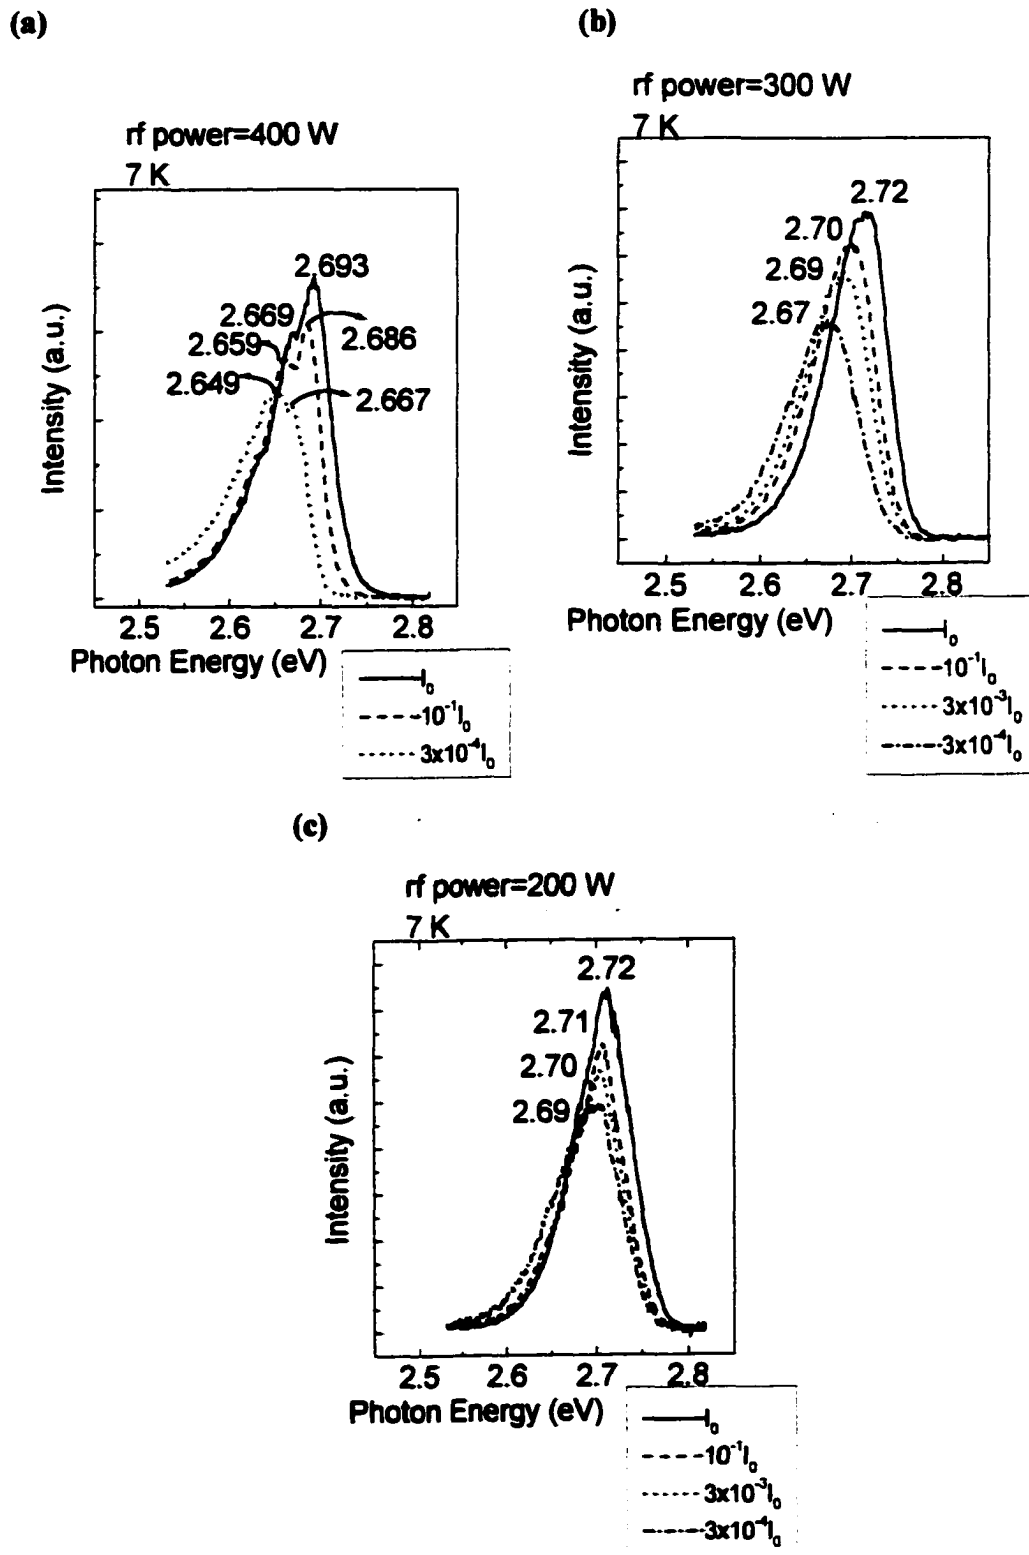 (a)
rf power=400 W
7 K
2.693
2.669
2.659
2.686
2.649
2.667
Intensity (a.u.)
2.5 2.6 2.7 2.8
Photon Energy (eV)
I₀
10⁻¹I₀
3x10⁻⁴I₀
(b)
rf power=300 W
7 K
2.72
2.70
2.69
2.67
Intensity (a.u.)
2.5 2.6 2.7 2.8
Photon Energy (eV)
I₀
10⁻¹I₀
3x10⁻³I₀
3x10⁻⁴I₀
(c)
rf power=200 W
7 K
2.72
2.71
2.70
2.69
Intensity (a.u.)
2.5 2.6 2.7 2.8
Photon Energy (eV)
I₀
10⁻¹I₀
3x10⁻³I₀
3x10⁻⁴I₀